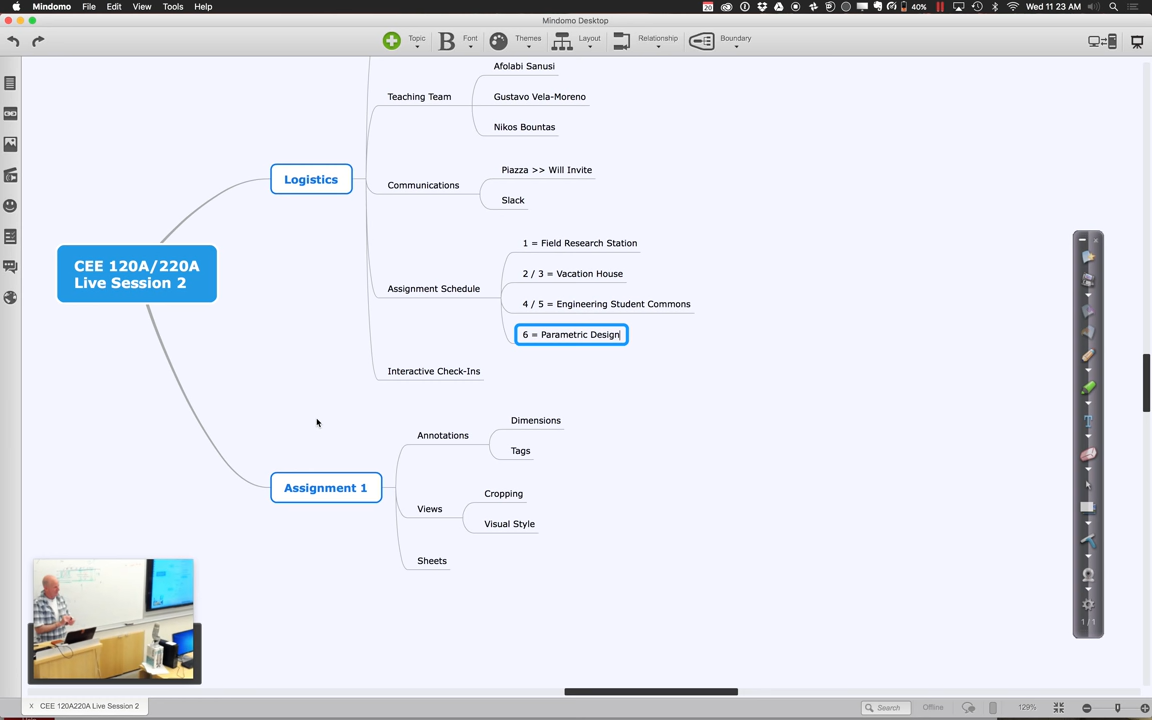 Mindomo File Edit View Tools Help
20 40% Wed 11 23 AM
Mindomo Desktop
Topic Font Themes Layout Relationship Boundary
Afolabi Sanusi
Teaching Team
Gustavo Vela-Moreno
Nikos Bountas
Logistics
Piazza >> Will Invite
Communications
Slack
1 = Field Research Station
CEE 120A/220A
Live Session 2
2 / 3 = Vacation House
Assignment Schedule
4 / 5 = Engineering Student Commons
6 = Parametric Design
Interactive Check-Ins
Dimensions
Annotations
Tags
Assignment 1
Cropping
Views
Visual Style
Sheets
1 / 1
x CEE 120A220A Live Session 2
Search Offline 129%